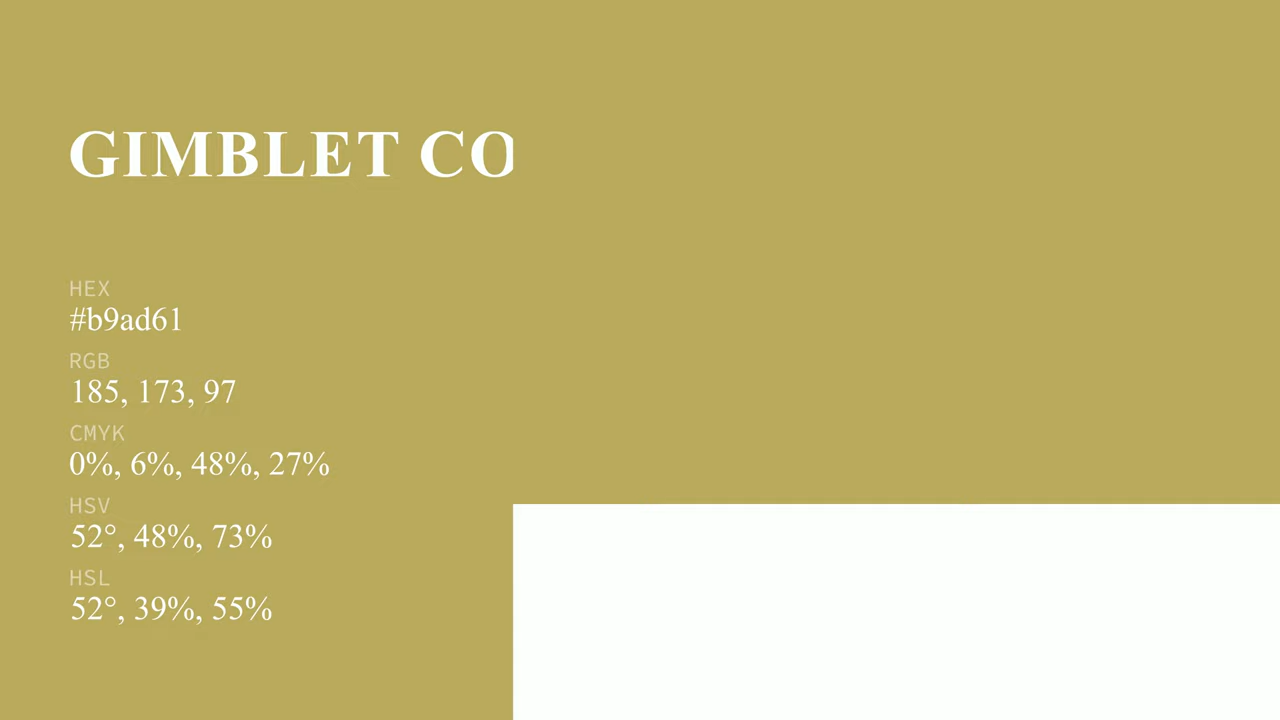 GIMBLET CO
HEX
#b9ad61
RGB
185, 173, 97
CMYK
0%, 6%, 48%, 27%
HSV
52°, 48%, 73%
HSL
52°, 39%, 55%